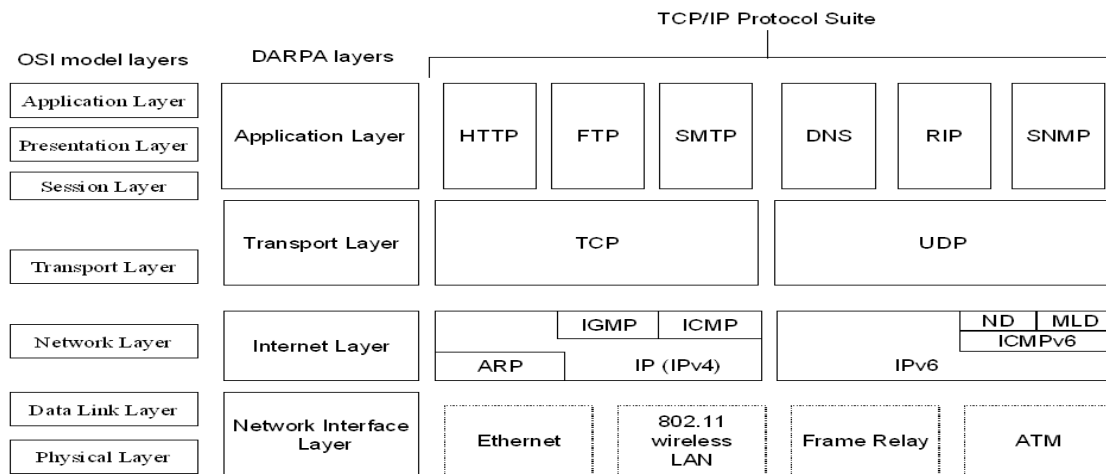 TCP/IP Protocol Suite
OSI model layers
DARPA layers
Application Layer
Presentation Layer
Session Layer
Application Layer
HTTP
FTP
SMTP
DNS
RIP
SNMP
Transport Layer
Transport Layer
TCP
UDP
Network Layer
Internet Layer
IGMP
ICMP
ARP
IP (IPv4)
ND
MLD
ICMPv6
IPv6
Data Link Layer
Physical Layer
Network Interface
Layer
Ethernet
802.11
wireless
LAN
Frame Relay
ATM